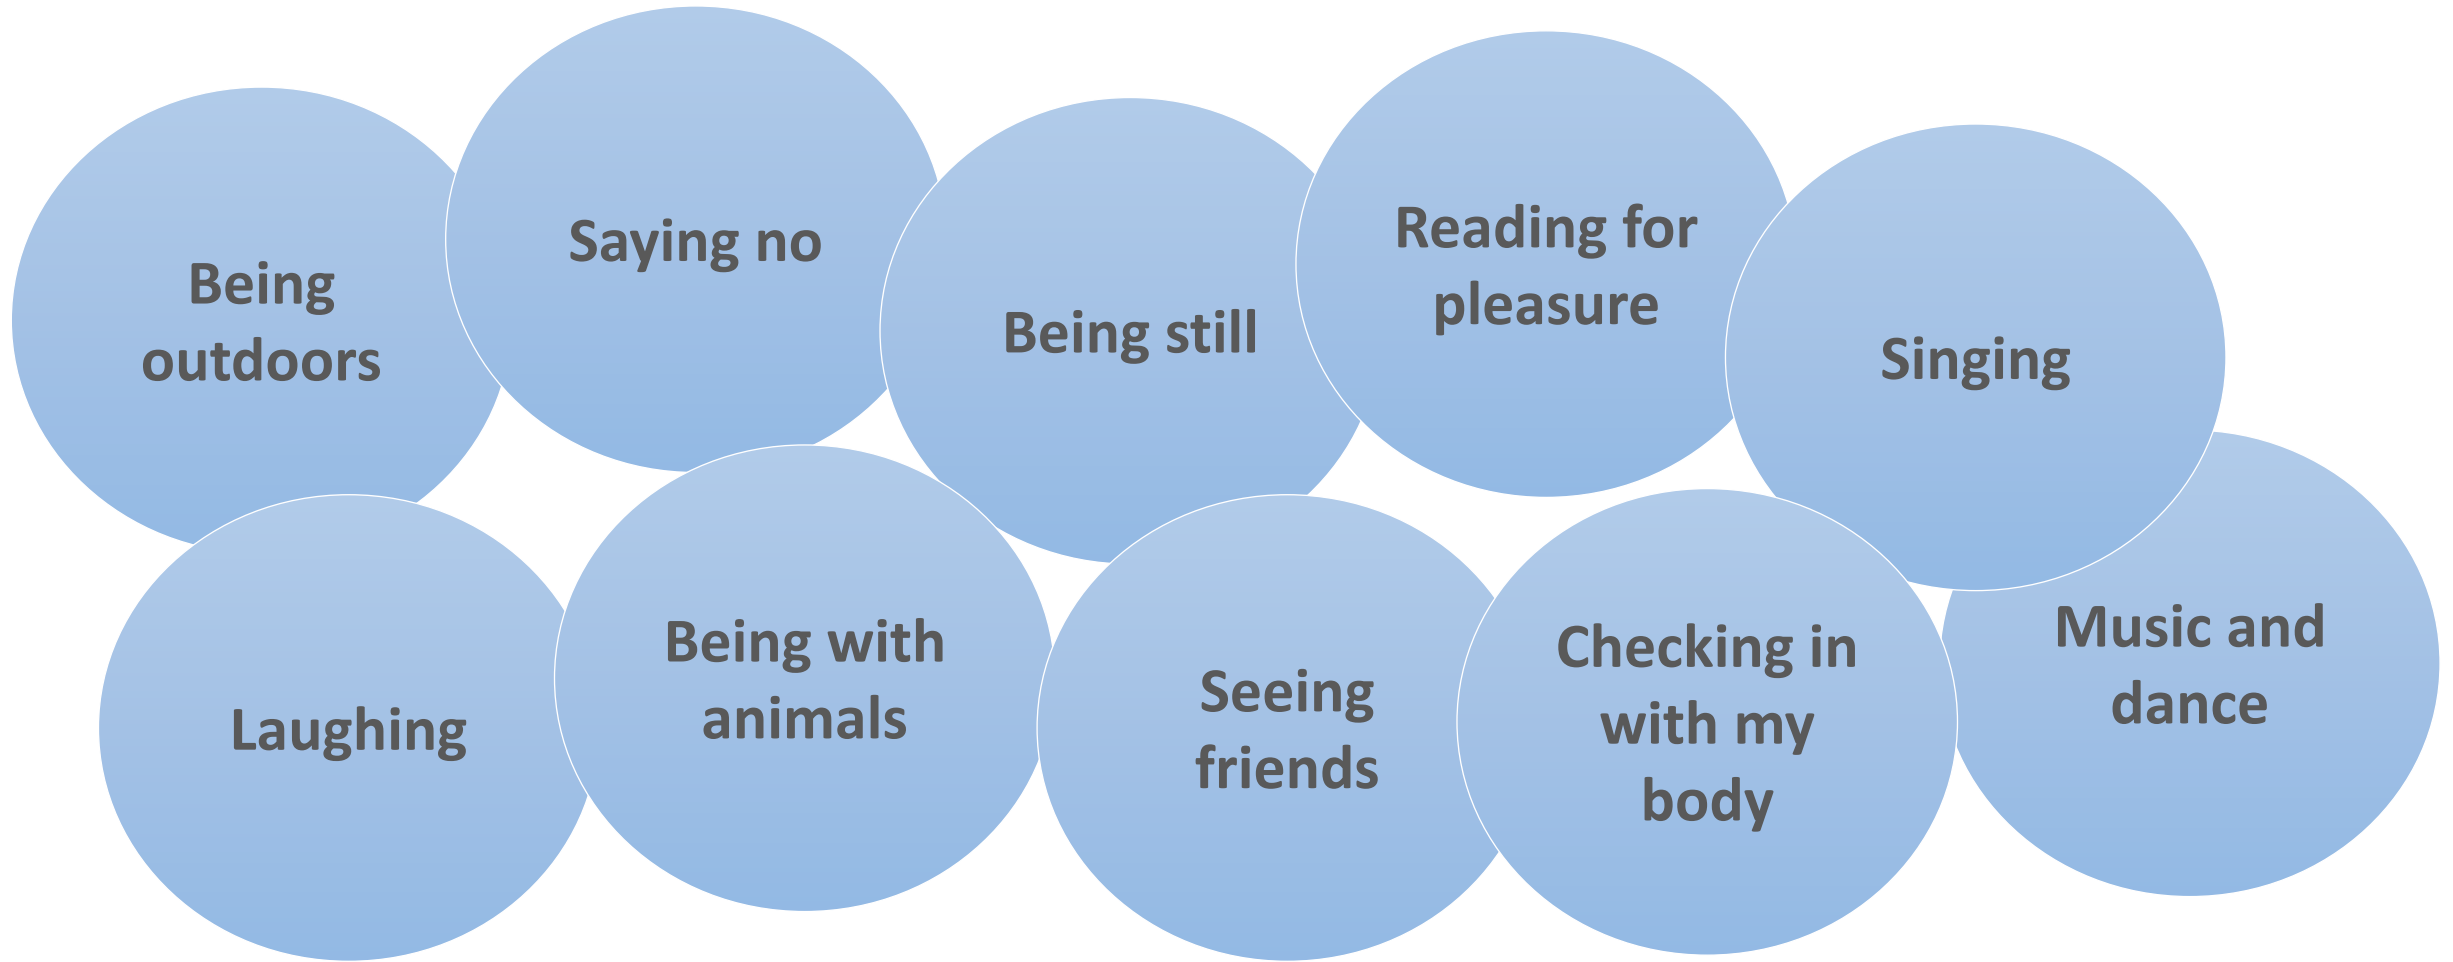 Being
outdoors
Saying no
Being still
Reading for
pleasure
Singing
Laughing
Being with
animals
Seeing
friends
Checking in
with my
body
Music and
dance